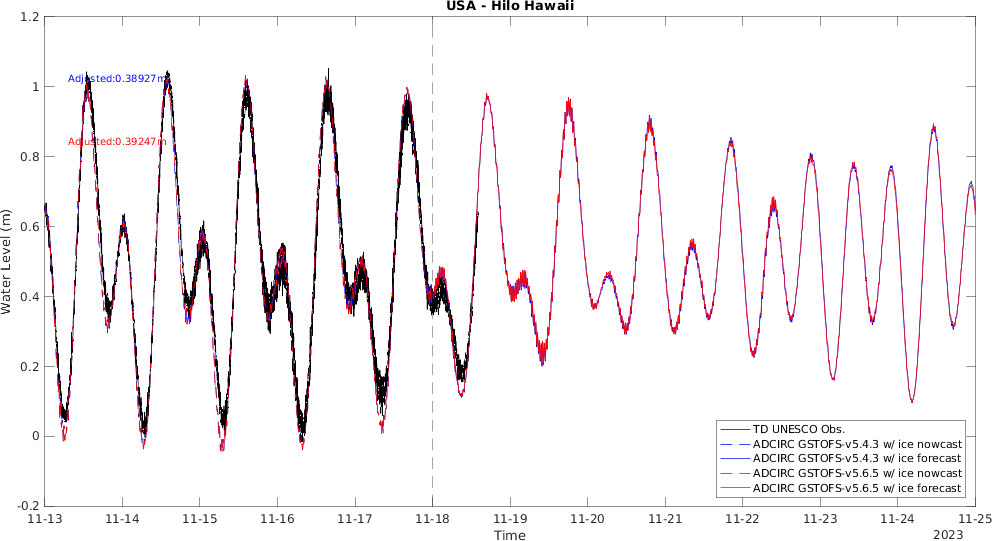 USA - Hilo Hawaii
1.2
1
0.8
0.6
0.4
0.2
0
-0.2
Water Level (m)
Adjusted:0.38927m
Adjusted:0.39247m
TD UNESCO Obs.
ADCIRC GSTOFS-v5.4.3 w/ ice nowcast
ADCIRC GSTOFS-v5.4.3 w/ ice forecast
ADCIRC GSTOFS-v5.6.5 w/ ice nowcast
ADCIRC GSTOFS-v5.6.5 w/ ice forecast
11-13 11-14 11-15 11-16 11-17 11-18 11-19 11-20 11-21 11-22 11-23 11-24 11-25
Time
2023